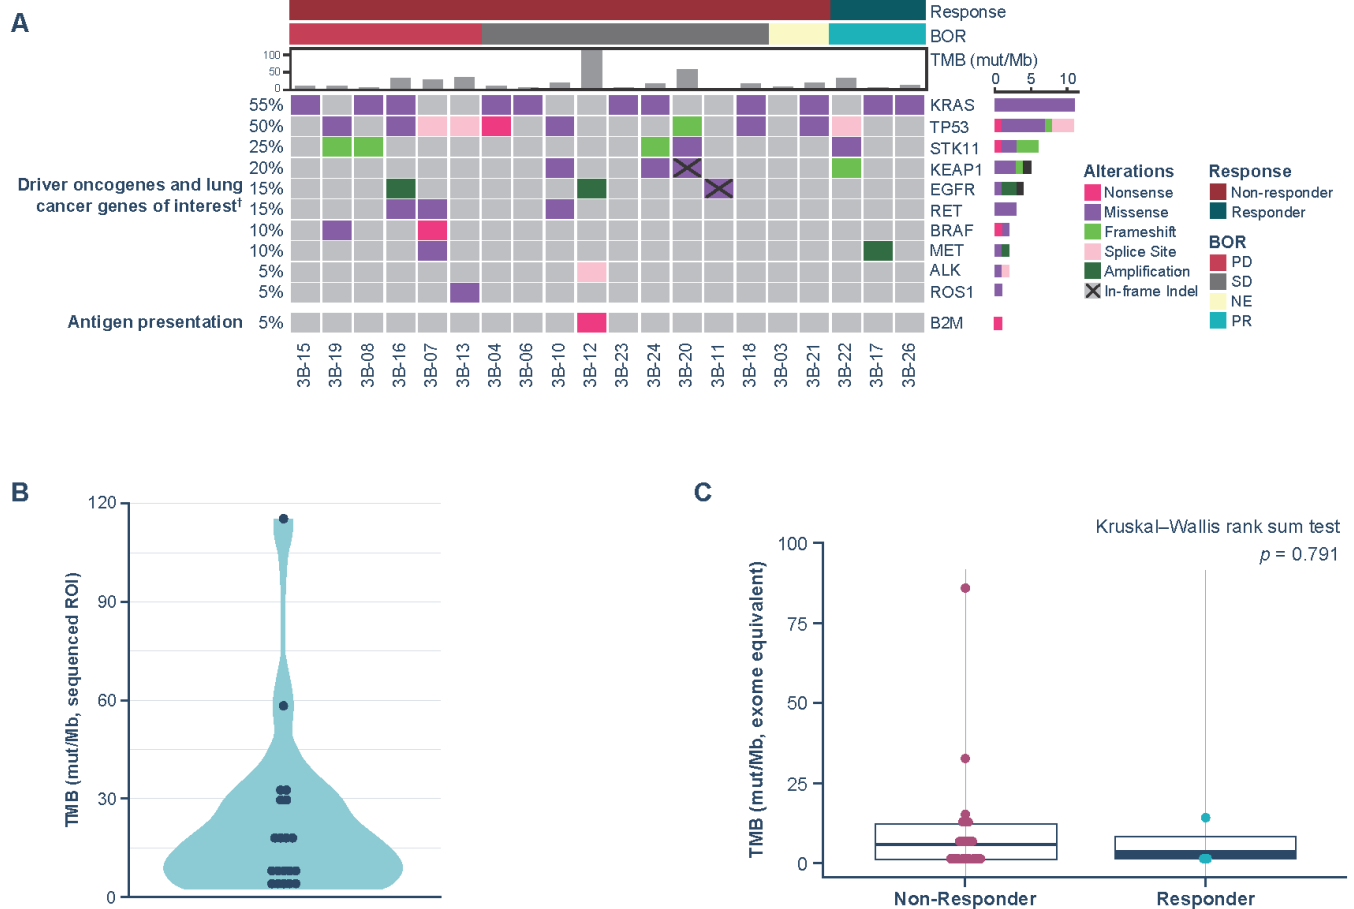 A
Response
BOR
TMB (mut/Mb)
100
50
0
0 5 10
55% KRAS
50% TP53
25% STK11
20% KEAP1
15% EGFR
15% RET
10% BRAF
10% MET
5% ALK
5% ROS1
Driver oncogenes and lung
cancer genes of interest†
Antigen presentation 5% B2M
3B-15 3B-19 3B-08 3B-16 3B-07 3B-13 3B-04 3B-06 3B-10 3B-12 3B-23 3B-24 3B-20 3B-11 3B-18 3B-03 3B-21 3B-22 3B-17 3B-26
Alterations
Nonsense
Missense
Frameshift
Splice Site
Amplification
In-frame Indel
Response
Non-responder
Responder
BOR
PD
SD
NE
PR
B
TMB (mut/Mb, sequenced ROI)
120
90
60
30
0
C
Kruskal–Wallis rank sum test
p = 0.791
TMB (mut/Mb, exome equivalent)
100
75
50
25
0
Non-Responder Responder